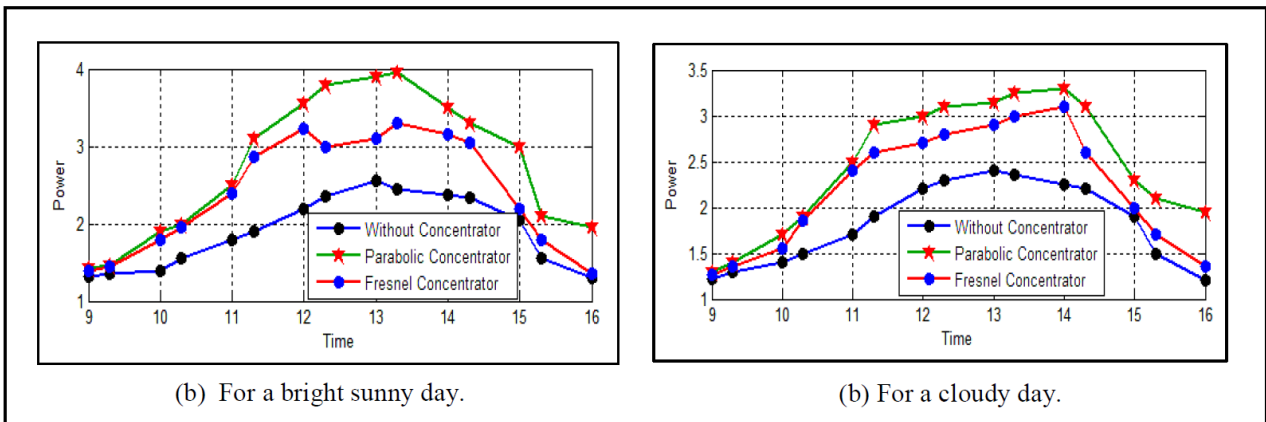 4
3
2
1
Power
9 10 11 12 13 14 15 16
Time
Without Concentrator
Parabolic Concentrator
Fresnel Concentrator
(b) For a bright sunny day.
3.5
3
2.5
2
1.5
1
Power
9 10 11 12 13 14 15 16
Time
Without Concentrator
Parabolic Concentrator
Fresnel Concentrator
(b) For a cloudy day.